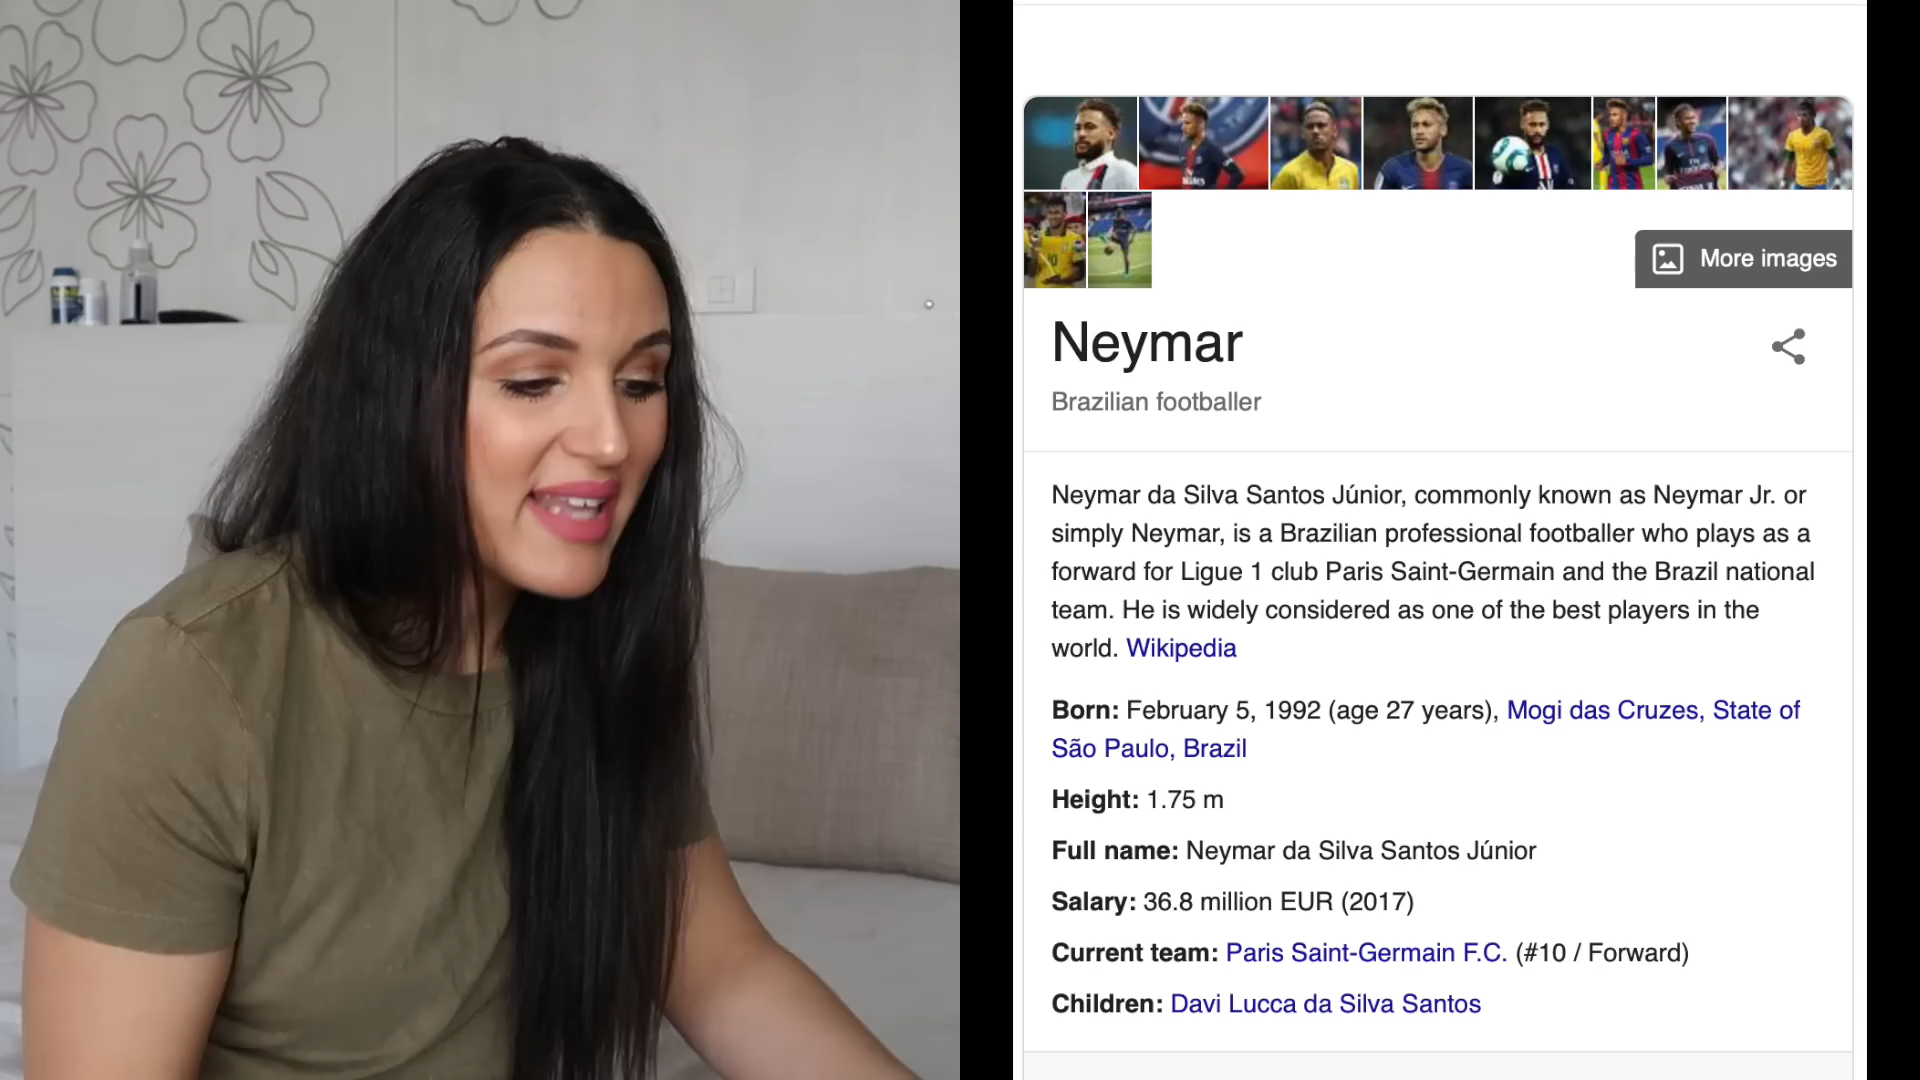 More images
Neymar
Brazilian footballer
Neymar da Silva Santos Júnior, commonly known as Neymar Jr. or
simply Neymar, is a Brazilian professional footballer who plays as a
forward for Ligue 1 club Paris Saint-Germain and the Brazil national
team. He is widely considered as one of the best players in the
world. Wikipedia
Born: February 5, 1992 (age 27 years), Mogi das Cruzes, State of
São Paulo, Brazil
Height: 1.75 m
Full name: Neymar da Silva Santos Júnior
Salary: 36.8 million EUR (2017)
Current team: Paris Saint-Germain F.C. (#10 / Forward)
Children: Davi Lucca da Silva Santos